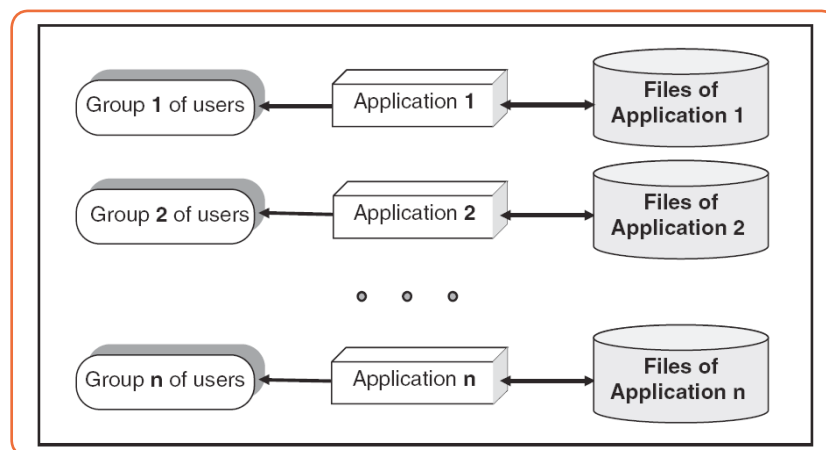 Group 1 of users
Application 1
Files of
Application 1
Group 2 of users
Application 2
Files of
Application 2
Group n of users
Application n
Files of
Application n